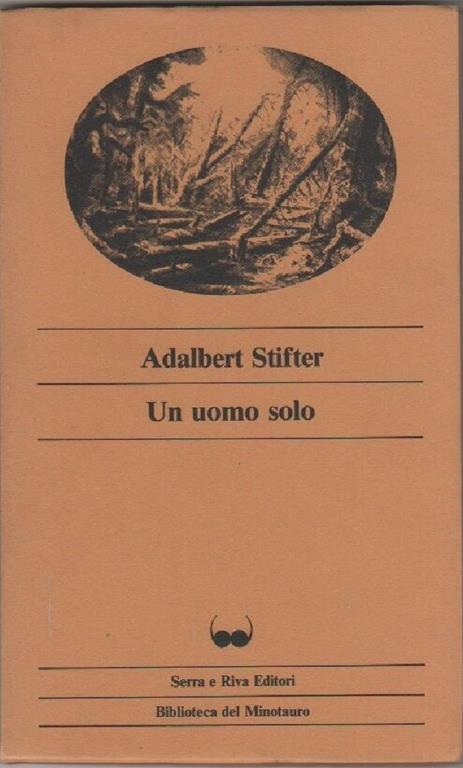 Adalbert Stifter
Un uomo solo
Serra e Riva Editori
Biblioteca del Minotauro